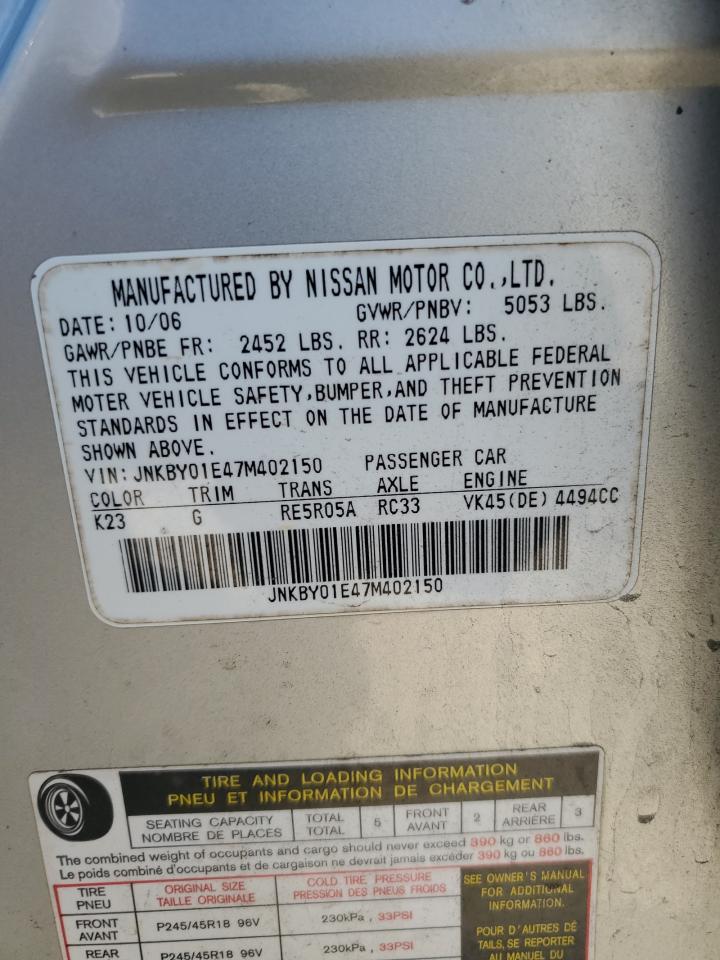 MANUFACTURED BY NISSAN MOTOR CO.,LTD.
DATE: 10/06 GVWR/PNBV: 5053 LBS.
GAWR/PNBE FR: 2452 LBS. RR: 2624 LBS.
THIS VEHICLE CONFORMS TO ALL APPLICABLE FEDERAL
MOTER VEHICLE SAFETY,BUMPER,AND THEFT PREVENTION
STANDARDS IN EFFECT ON THE DATE OF MANUFACTURE
SHOWN ABOVE.
VIN: JNKBY01E47M402150 PASSENGER CAR
COLOR TRIM TRANS AXLE ENGINE
K23 G RE5R05A RC33 VK45(DE) 4494CC
JNKBY01E47M402150
TIRE AND LOADING INFORMATION
PNEU ET INFORMATION DE CHARGEMENT
SEATING CAPACITY TOTAL 5 FRONT 2 REAR 3
NOMBRE DE PLACES TOTAL AVANT ARRIÈRE
The combined weight of occupants and cargo should never exceed 390 kg or 860 lbs.
Le poids combiné d'occupants et de cargaison ne devrait jamais excéder 390 kg ou 860 lbs.
TIRE ORIGINAL SIZE COLD TIRE PRESSURE
PNEU TAILLE ORIGINALE PRESSION DES PNEUS FROIDS
FRONT P245/45R18 96V 230kPa , 33PSI
AVANT
REAR P245/45R18 96V 230kPa , 33PSI
SEE OWNER'S MANUAL
FOR ADDITIONAL
INFORMATION.
POUR D'AUTRES DÉ
TAILS, SE REPORTER
AU MANUEL DU